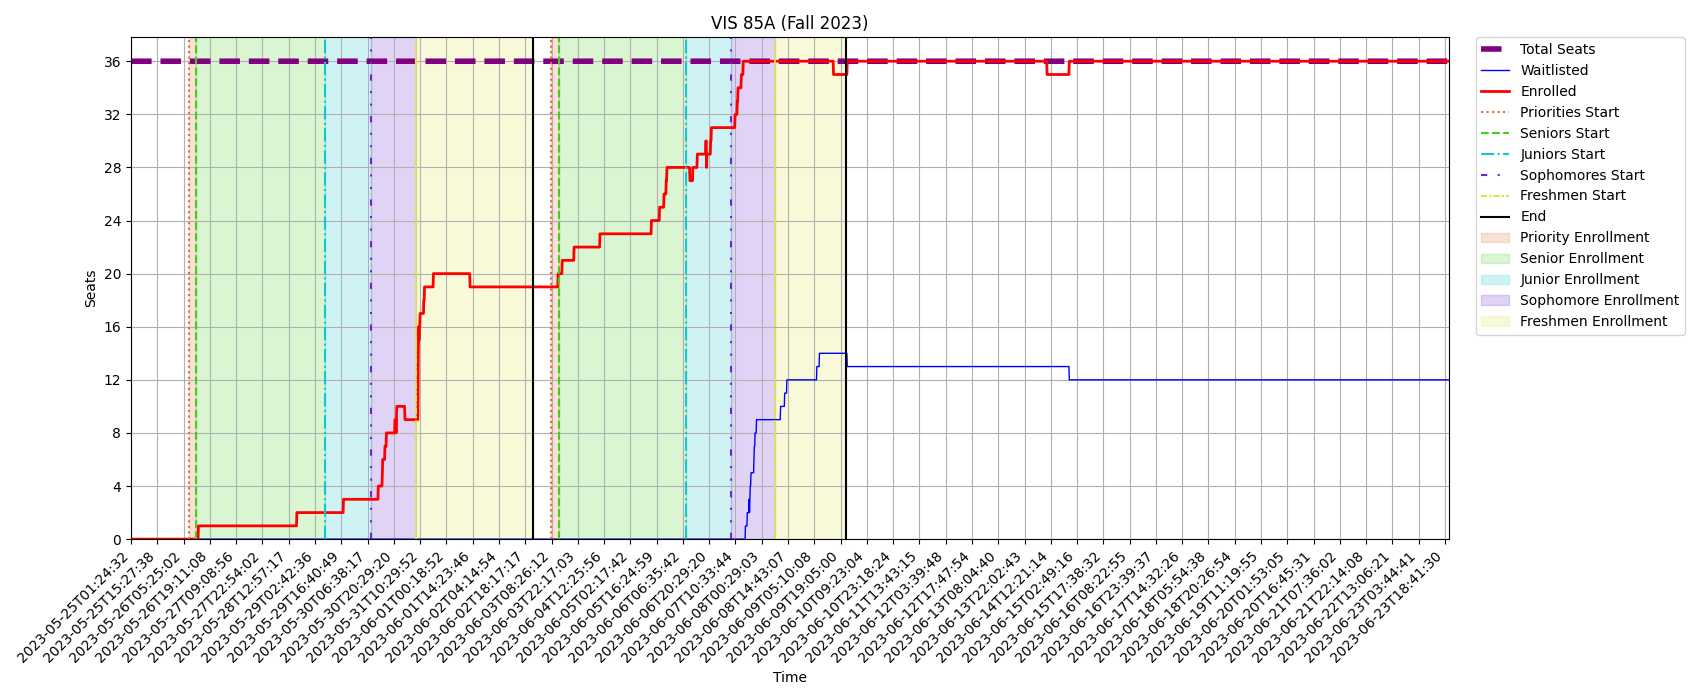 VIS 85A (Fall 2023)
Seats
36
32
28
24
20
16
12
8
4
0
2023-05-25T01:24:32
2023-05-25T15:27:38
2023-05-26T05:25:02
2023-05-26T19:11:08
2023-05-27T09:08:56
2023-05-27T22:54:02
2023-05-28T12:57:17
2023-05-29T02:42:36
2023-05-29T16:40:49
2023-05-30T06:38:17
2023-05-30T20:29:20
2023-05-31T10:29:52
2023-06-01T00:18:52
2023-06-01T14:23:46
2023-06-02T04:14:54
2023-06-02T18:17:17
2023-06-03T08:26:12
2023-06-03T22:17:03
2023-06-04T12:25:56
2023-06-05T02:17:42
2023-06-05T16:24:59
2023-06-06T06:35:42
2023-06-06T20:29:20
2023-06-07T10:33:44
2023-06-08T00:29:03
2023-06-08T14:43:07
2023-06-09T05:10:08
2023-06-09T19:05:00
2023-06-10T09:23:04
2023-06-10T23:18:24
2023-06-11T13:43:15
2023-06-12T03:39:48
2023-06-12T17:47:54
2023-06-13T08:04:40
2023-06-13T22:02:43
2023-06-14T12:21:14
2023-06-15T02:49:16
2023-06-15T17:38:32
2023-06-16T08:22:55
2023-06-16T23:39:37
2023-06-17T14:32:26
2023-06-18T05:54:38
2023-06-18T20:26:54
2023-06-19T11:19:55
2023-06-20T01:53:05
2023-06-20T16:45:31
2023-06-21T07:36:02
2023-06-21T22:14:08
2023-06-22T13:06:21
2023-06-23T03:44:41
2023-06-23T18:41:30
Time
Total Seats
Waitlisted
Enrolled
Priorities Start
Seniors Start
Juniors Start
Sophomores Start
Freshmen Start
End
Priority Enrollment
Senior Enrollment
Junior Enrollment
Sophomore Enrollment
Freshmen Enrollment